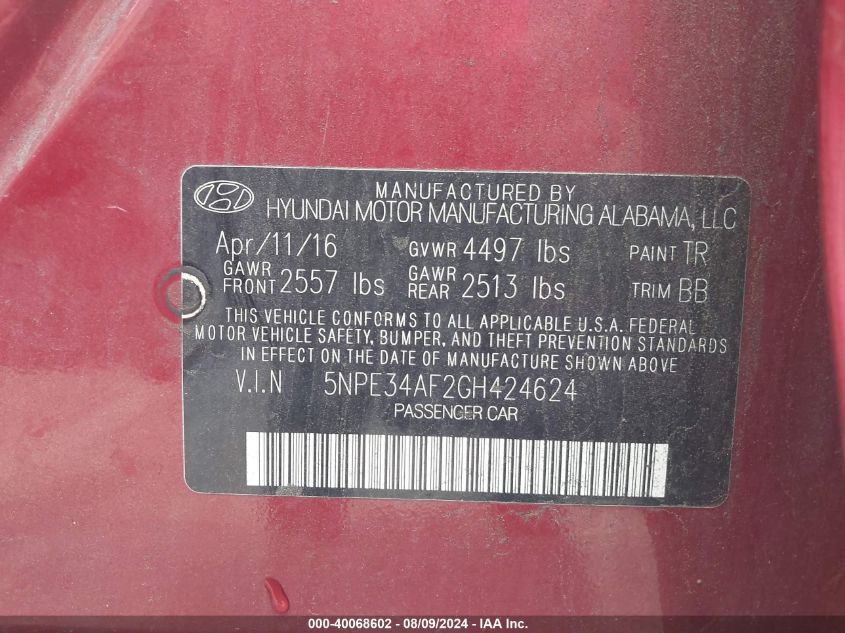 MANUFACTURED BY
HYUNDAI MOTOR MANUFACTURING ALABAMA, LLC
Apr/11/16 GVWR 4497 lbs PAINT TR
GAWR FRONT 2557 lbs GAWR REAR 2513 lbs TRIM BB
THIS VEHICLE CONFORMS TO ALL APPLICABLE U.S.A. FEDERAL
MOTOR VEHICLE SAFETY, BUMPER, AND THEFT PREVENTION STANDARDS
IN EFFECT ON THE DATE OF MANUFACTURE SHOWN ABOVE
V.I.N 5NPE34AF2GH424624
PASSENGER CAR
000-40068602 - 08/09/2024 - IAA, Inc.